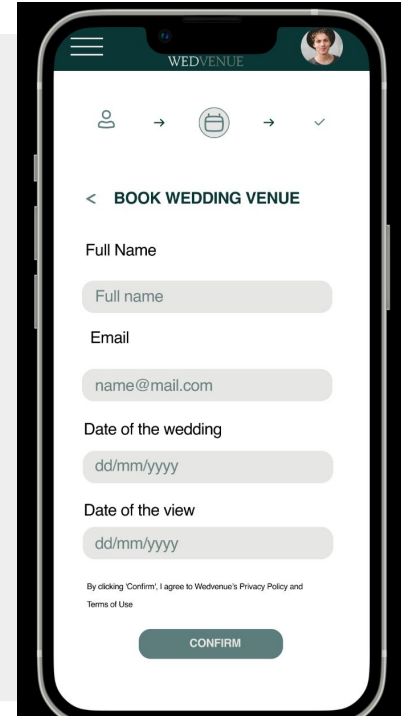 WEDVENUE
< BOOK WEDDING VENUE
Full Name
Full name
Email
name@mail.com
Date of the wedding
dd/mm/yyyy
Date of the view
dd/mm/yyyy
By clicking 'Confirm', I agree to Wedvenue's Privacy Policy and
Terms of Use
CONFIRM